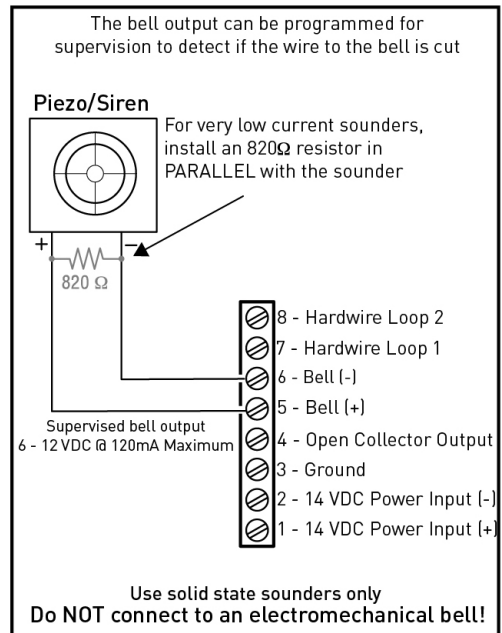 The bell output can be programmed for
supervision to detect if the wire to the bell is cut
Piezo/Siren
For very low current sounders,
install an 820Ω resistor in
PARALLEL with the sounder
+
−
820 Ω
8 - Hardwire Loop 2
7 - Hardwire Loop 1
6 - Bell (-)
5 - Bell (+)
4 - Open Collector Output
3 - Ground
2 - 14 VDC Power Input (-)
1 - 14 VDC Power Input (+)
Supervised bell output
6 - 12 VDC @ 120mA Maximum
Use solid state sounders only
Do NOT connect to an electromechanical bell!